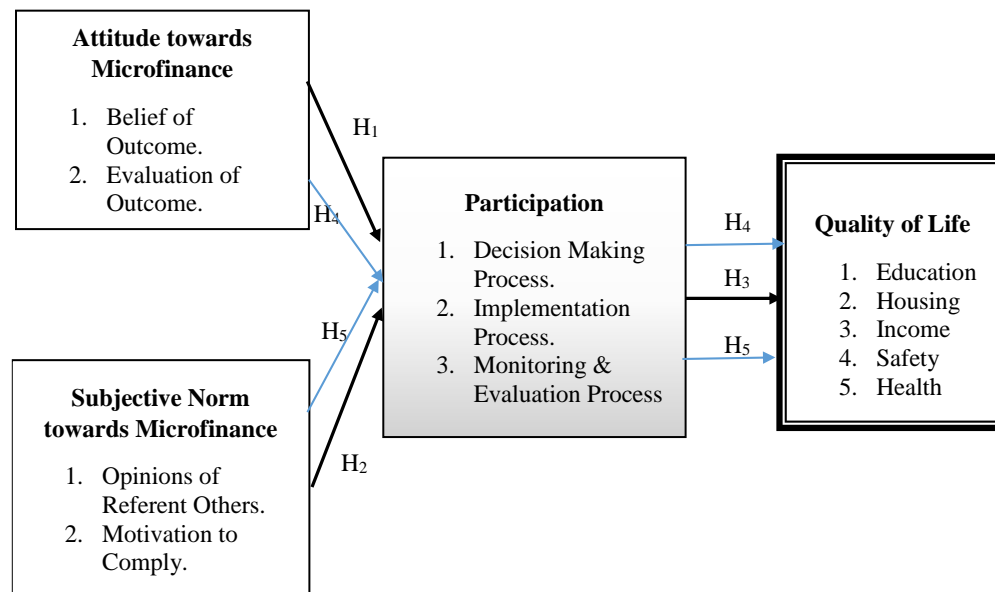 Attitude towards
Microfinance
1. Belief of
Outcome.
2. Evaluation of
Outcome.
H₁
H₄
H₅
H₂
Subjective Norm
towards Microfinance
1. Opinions of
Referent Others.
2. Motivation to
Comply.
Participation
1. Decision Making
Process.
2. Implementation
Process.
3. Monitoring &
Evaluation Process
H₄
H₃
H₅
Quality of Life
1. Education
2. Housing
3. Income
4. Safety
5. Health